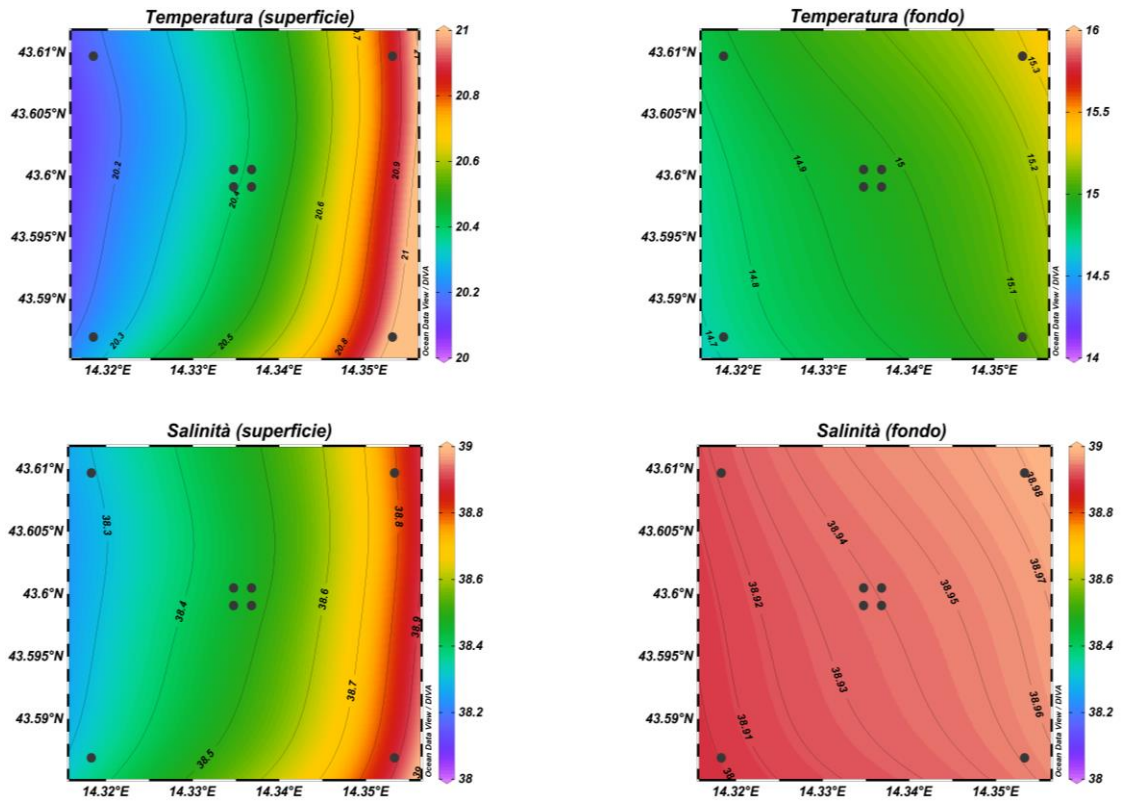 Temperatura (superficie)
43.61°N
43.605°N
43.6°N
43.595°N
43.59°N
14.32°E
14.33°E
14.34°E
14.35°E
20.2
20.3
20.5
20.6
20.8
20.9
21
21
20.8
20.6
20.4
20.2
20
Ocean Data View / DIVA
Temperatura (fondo)
43.61°N
43.605°N
43.6°N
43.595°N
43.59°N
14.32°E
14.33°E
14.34°E
14.35°E
14.7
14.8
14.9
15
15.1
15.2
15.3
16
15.5
15
14.5
14
Ocean Data View / DIVA
Salinità (superficie)
43.61°N
43.605°N
43.6°N
43.595°N
43.59°N
14.32°E
14.33°E
14.34°E
14.35°E
38.3
38.4
38.5
38.6
38.7
38.8
38.9
39
38.8
38.6
38.4
38.2
38
Ocean Data View / DIVA
Salinità (fondo)
43.61°N
43.605°N
43.6°N
43.595°N
43.59°N
14.32°E
14.33°E
14.34°E
14.35°E
38.91
38.92
38.93
38.94
38.95
38.96
38.97
38.98
39
38.8
38.6
38.4
38.2
38
Ocean Data View / DIVA